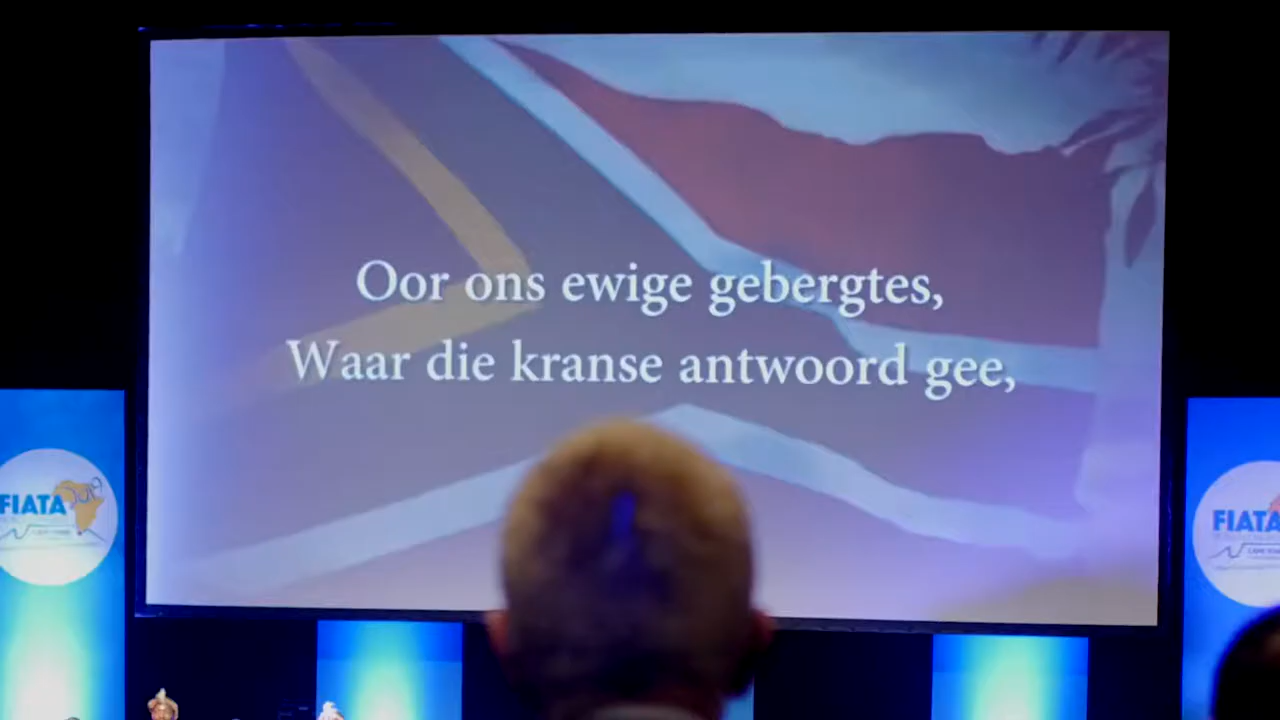 Oor ons ewige gebergtes,
Waar die kranse antwoord gee,
FIATA
FIATA